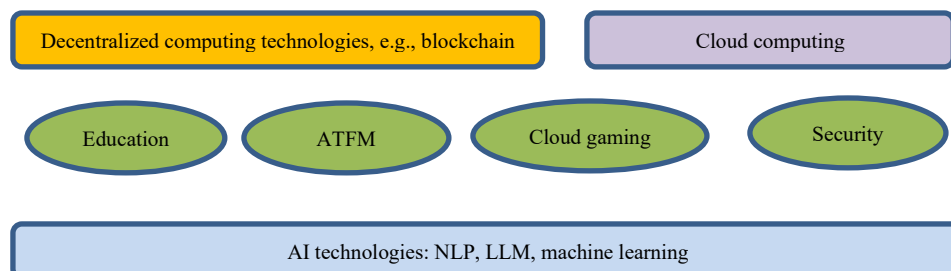 Decentralized computing technologies, e.g., blockchain
Cloud computing
Education
ATFM
Cloud gaming
Security
AI technologies: NLP, LLM, machine learning